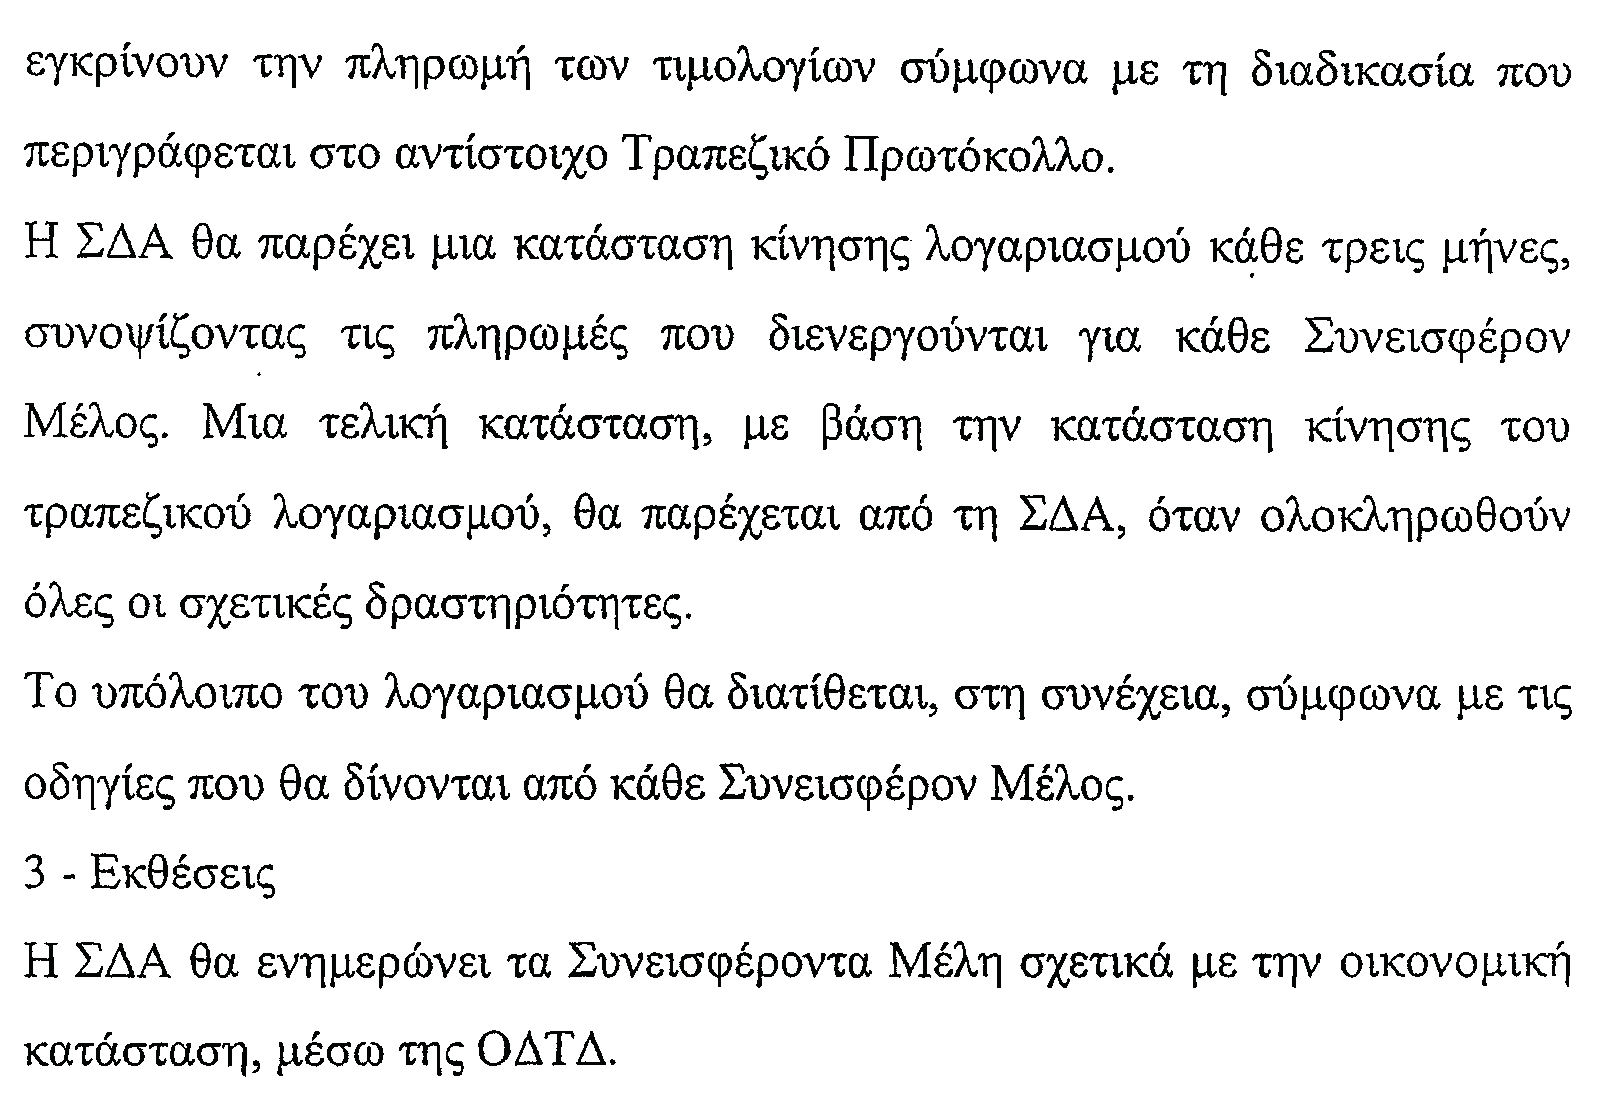 εγκρίνουν την πληρωμή των τιμολογίων σύμφωνα με τη διαδικασία που
περιγράφεται στο αντίστοιχο Τραπεζικό Πρωτόκολλο.
Η ΣΔΑ θα παρέχει μια κατάσταση κίνησης λογαριασμού κάθε τρεις μήνες,
συνοψίζοντας τις πληρωμές που διενεργούνται για κάθε Συνεισφέρον
Μέλος. Μια τελική κατάσταση, με βάση την κατάσταση κίνησης του
τραπεζικού λογαριασμού, θα παρέχεται από τη ΣΔΑ, όταν ολοκληρωθούν
όλες οι σχετικές δραστηριότητες.
Το υπόλοιπο του λογαριασμού θα διατίθεται, στη συνέχεια, σύμφωνα με τις
οδηγίες που θα δίνονται από κάθε Συνεισφέρον Μέλος.
3 - Εκθέσεις
Η ΣΔΑ θα ενημερώνει τα Συνεισφέροντα Μέλη σχετικά με την οικονομική
κατάσταση, μέσω της ΟΔΤΔ.